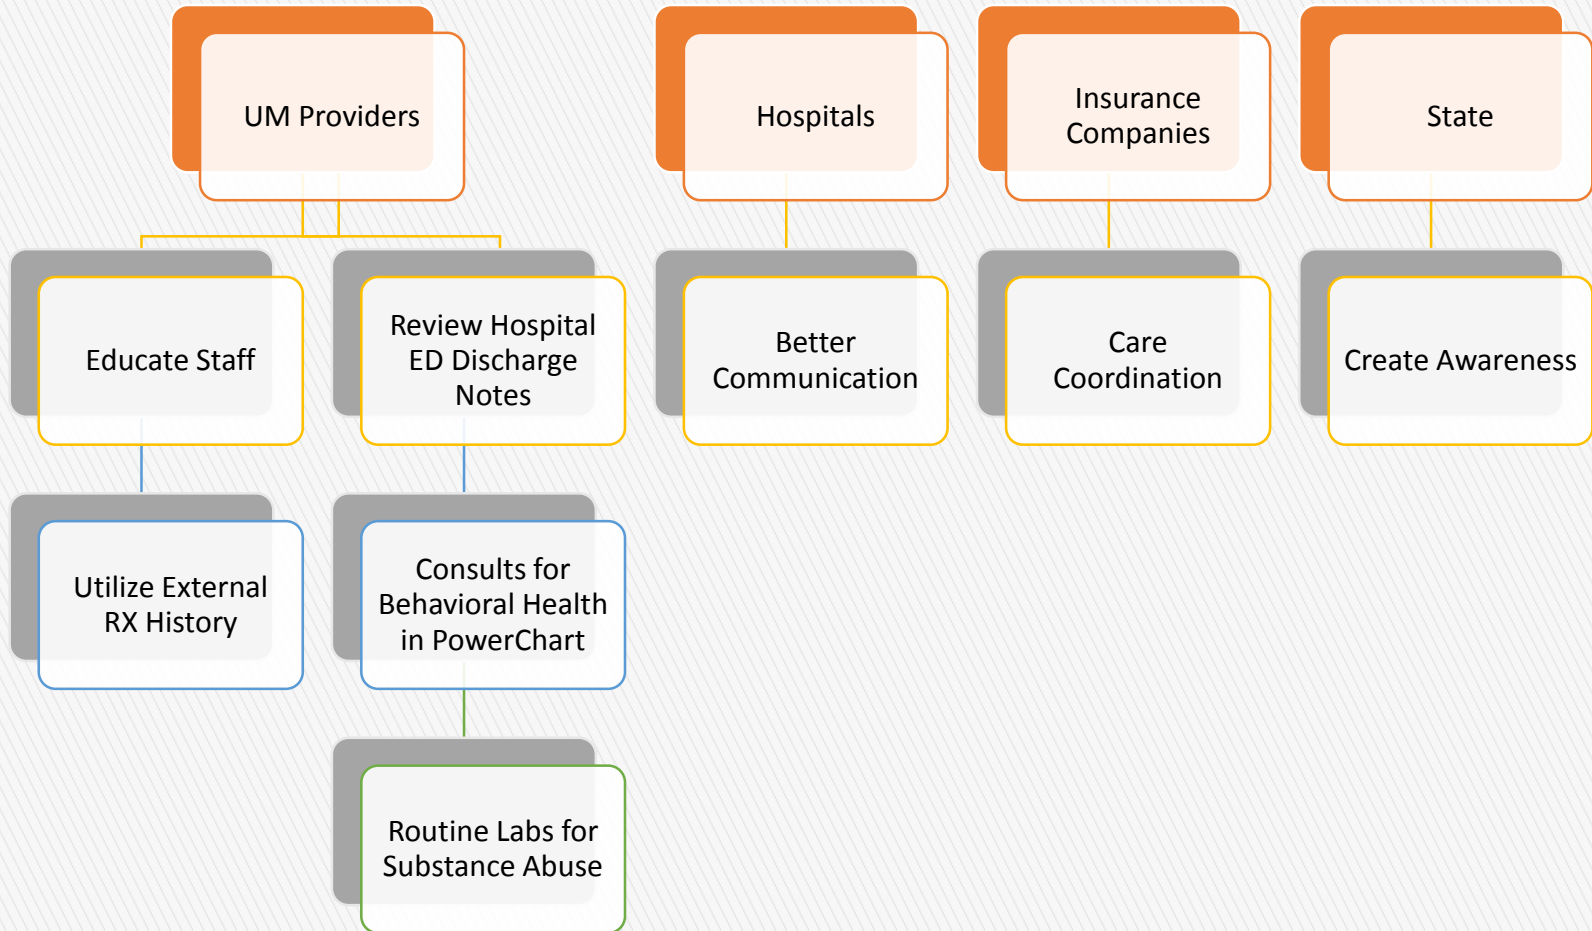 UM Providers
Hospitals
Insurance
Companies
State
Educate Staff
Review Hospital
ED Discharge
Notes
Better
Communication
Care
Coordination
Create Awareness
Utilize External
RX History
Consults for
Behavioral Health
in PowerChart
Routine Labs for
Substance Abuse